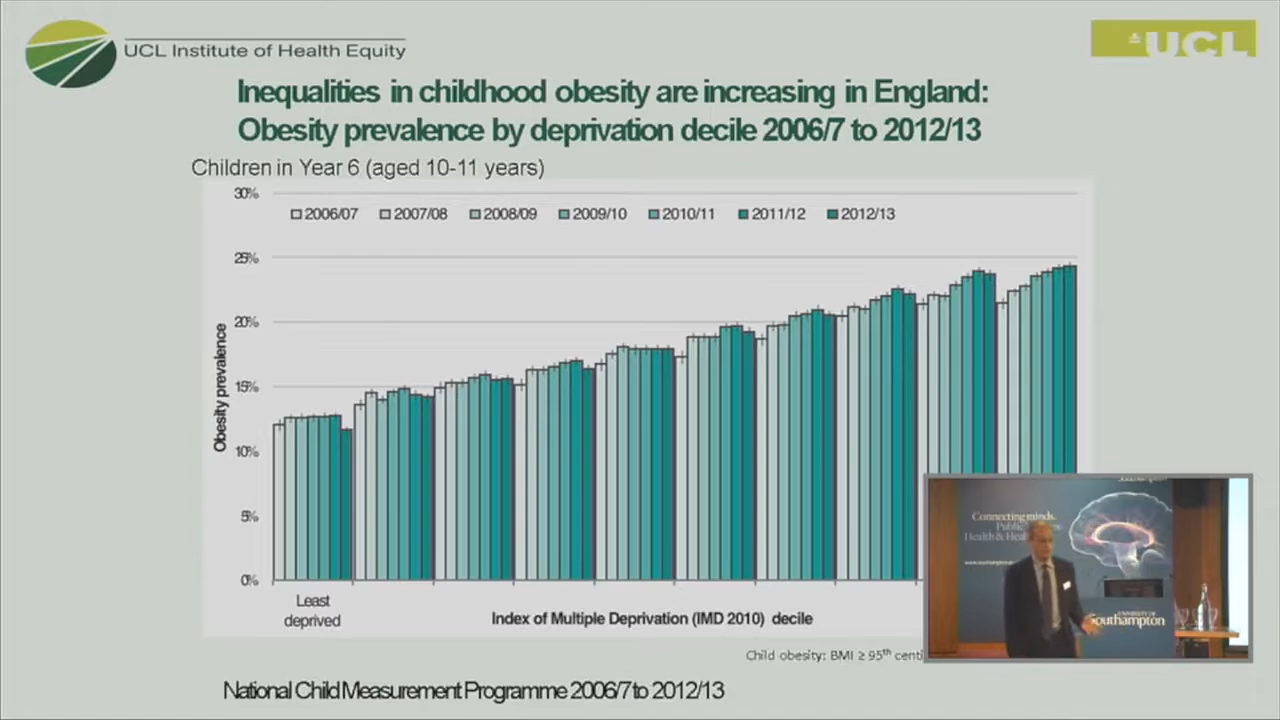 UCL Institute of Health Equity
UCL
Inequalities in childhood obesity are increasing in England:
Obesity prevalence by deprivation decile 2006/7 to 2012/13
Children in Year 6 (aged 10-11 years)
30%
2006/07 2007/08 2008/09 2009/10 2010/11 2011/12 2012/13
25%
20%
15%
10%
5%
0%
Obesity prevalence
Least
deprived
Index of Multiple Deprivation (IMD 2010) decile
Child obesity: BMI ≥ 95th centi
National Child Measurement Programme 2006/7 to 2012/13
Southampton
Connecting minds.
Public
Health &
UNIVERSITY OF
Southampton